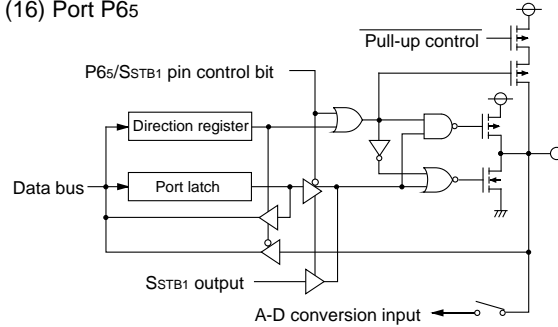 (16) Port P65
Pull-up control
P65/SSTB1 pin control bit
Direction register
Data bus
Port latch
SSTB1 output
A-D conversion input